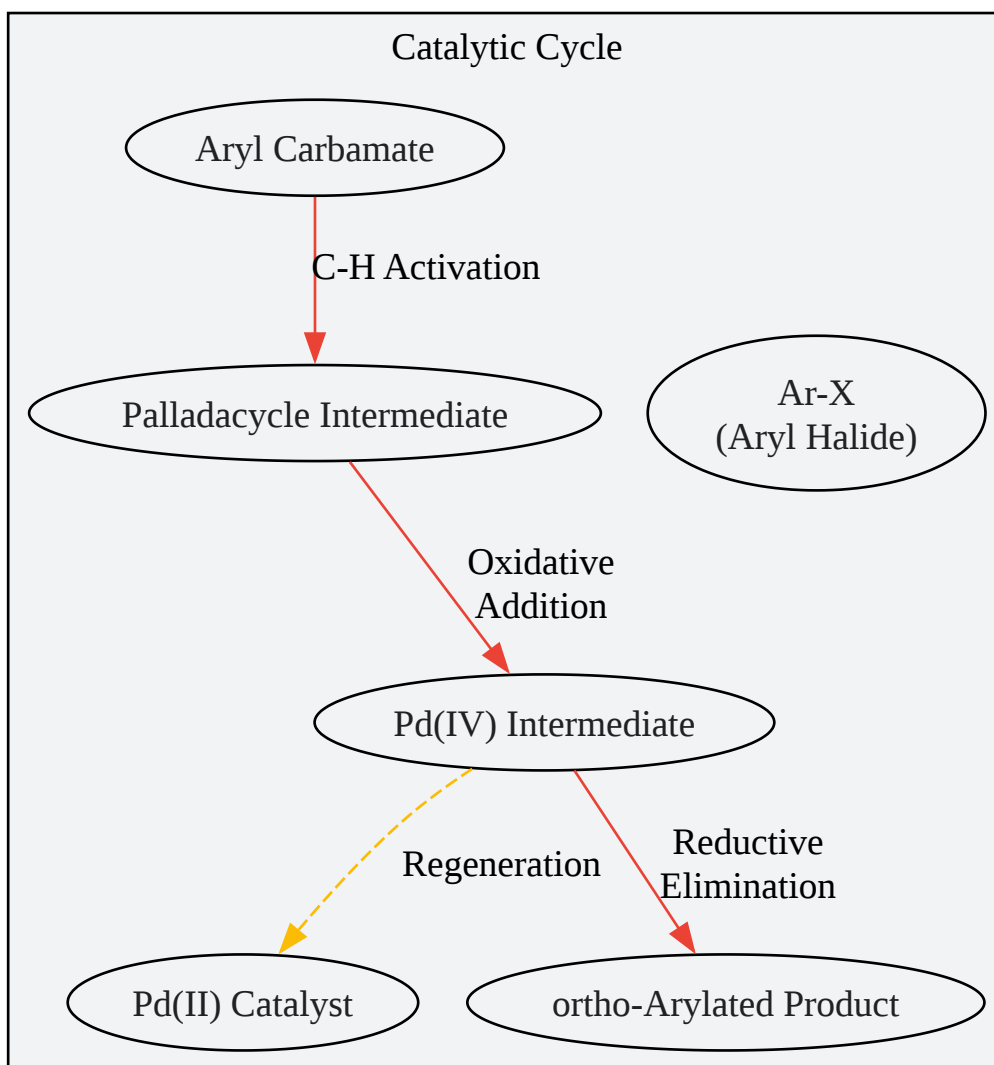 Catalytic Cycle
Aryl Carbamate
C-H Activation
Palladacycle Intermediate
Ar-X
(Aryl Halide)
Oxidative
Addition
Pd(IV) Intermediate
Regeneration
Reductive
Elimination
Pd(II) Catalyst
ortho-Arylated Product